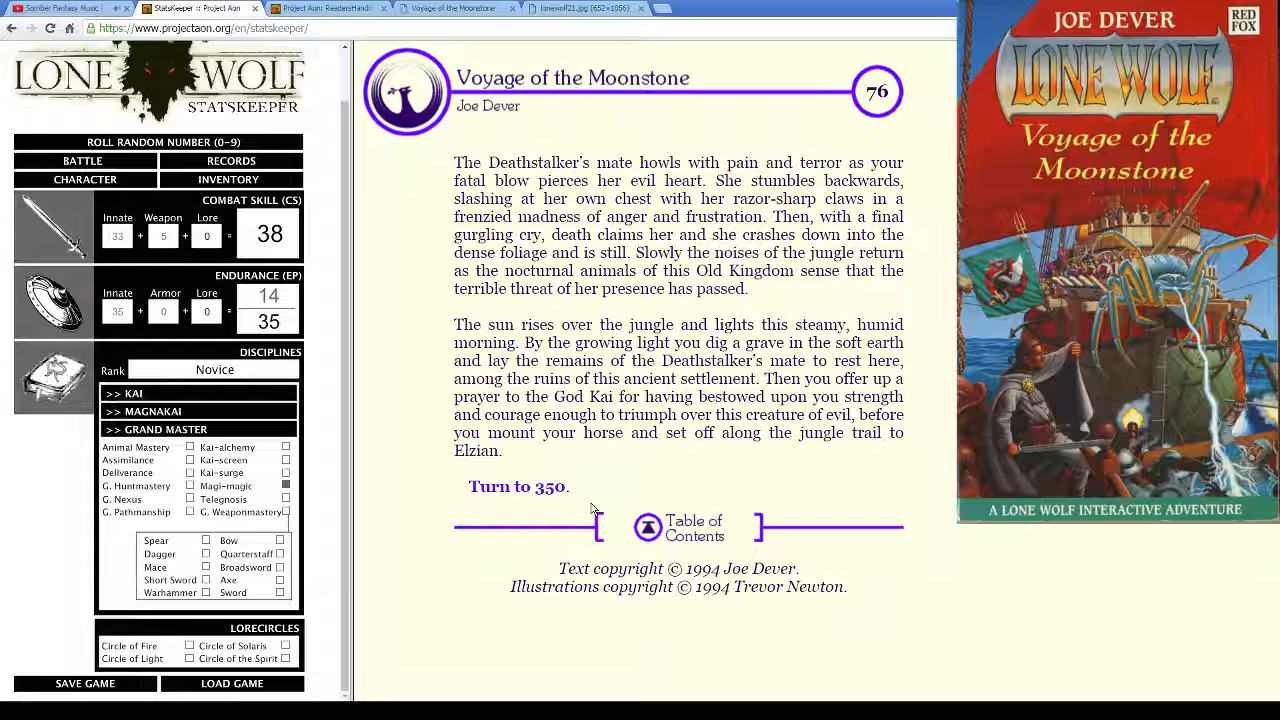 Somber Fantasy Music
StatsKeeper :: Project Aon
Project Aon: ReadersHandl
Voyage of the Moonstone
lonewolf21.jpg (652×1056)
https://www.projectaon.org/en/statskeeper/
LONE WOLF
STATSKEEPER
ROLL RANDOM NUMBER (0-9)
BATTLE
RECORDS
CHARACTER
INVENTORY
COMBAT SKILL (CS)
Innate Weapon Lore
33 + 5 + 0 = 38
ENDURANCE (EP)
Innate Armor Lore
14
35 + 0 + 0 = 35
DISCIPLINES
Rank Novice
>> KAI
>> MAGNAKAI
>> GRAND MASTER
Animal Mastery Kai-alchemy
Assimilance Kai-screen
Deliverance Kai-surge
G. Huntmastery Magi-magic
G. Nexus Telegnosis
G. Pathmanship G. Weaponmastery
Spear Bow
Dagger Quarterstaff
Mace Broadsword
Short Sword Axe
Warhammer Sword
LORECIRCLES
Circle of Fire Circle of Solaris
Circle of Light Circle of the Spirit
SAVE GAME
LOAD GAME
Voyage of the Moonstone
Joe Dever
76
The Deathstalker's mate howls with pain and terror as your
fatal blow pierces her evil heart. She stumbles backwards,
slashing at her own chest with her razor-sharp claws in a
frenzied madness of anger and frustration. Then, with a final
gurgling cry, death claims her and she crashes down into the
dense foliage and is still. Slowly the noises of the jungle return
as the nocturnal animals of this Old Kingdom sense that the
terrible threat of her presence has passed.
The sun rises over the jungle and lights this steamy, humid
morning. By the growing light you dig a grave in the soft earth
and lay the remains of the Deathstalker's mate to rest here,
among the ruins of this ancient settlement. Then you offer up a
prayer to the God Kai for having bestowed upon you strength
and courage enough to triumph over this creature of evil, before
you mount your horse and set off along the jungle trail to
Elzian.
Turn to 350.
Table of
Contents
Text copyright © 1994 Joe Dever.
Illustrations copyright © 1994 Trevor Newton.
JOE DEVER
RED
FOX
LONE WOLF
Voyage of the
Moonstone
A LONE WOLF INTERACTIVE ADVENTURE